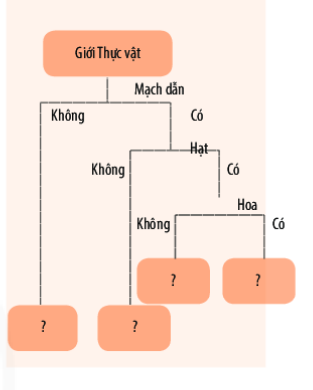 Giới Thực vật
Mạch dẫn
Không
Có
Hạt
Không
Có
Hoa
Không
Có
?
?
?
?